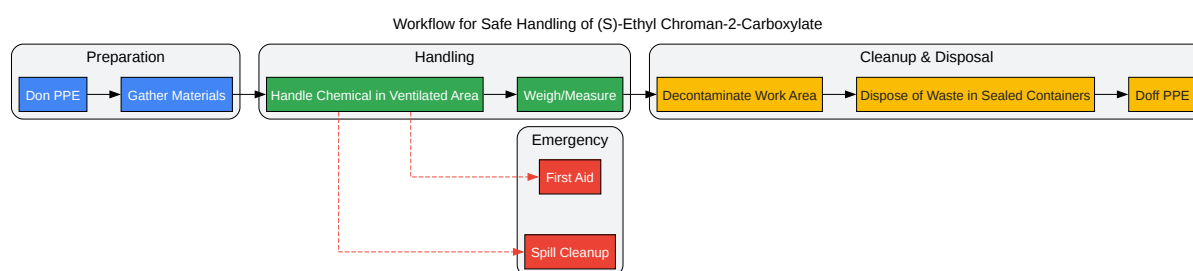 Workflow for Safe Handling of (S)-Ethyl Chroman-2-Carboxylate
Preparation
Don PPE
Gather Materials
Handling
Handle Chemical in Ventilated Area
Weigh/Measure
Cleanup & Disposal
Decontaminate Work Area
Dispose of Waste in Sealed Containers
Doff PPE
Emergency
First Aid
Spill Cleanup